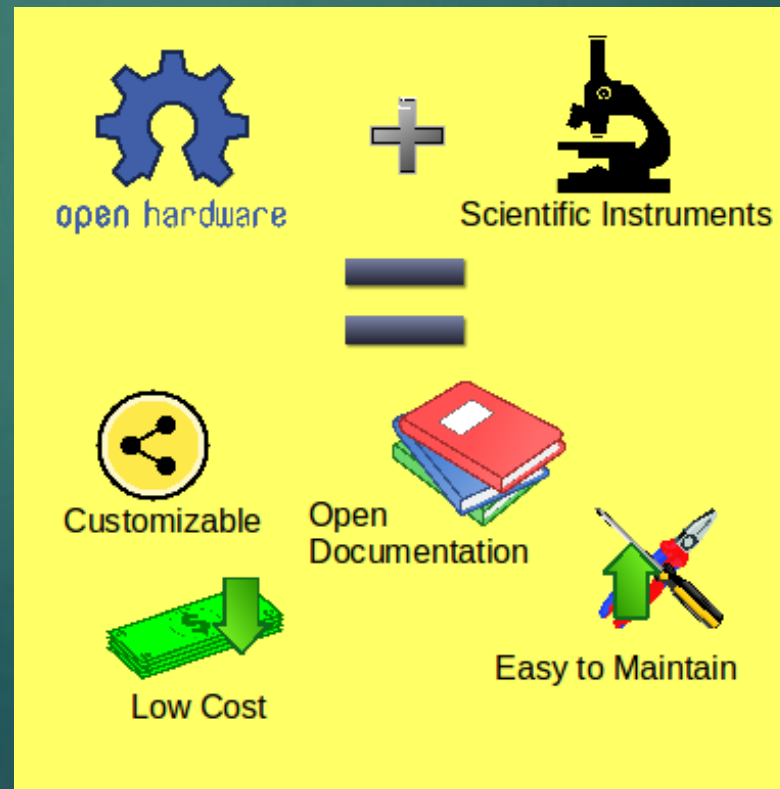 open hardware
Scientific Instruments
Customizable
Open
Documentation
Low Cost
Easy to Maintain